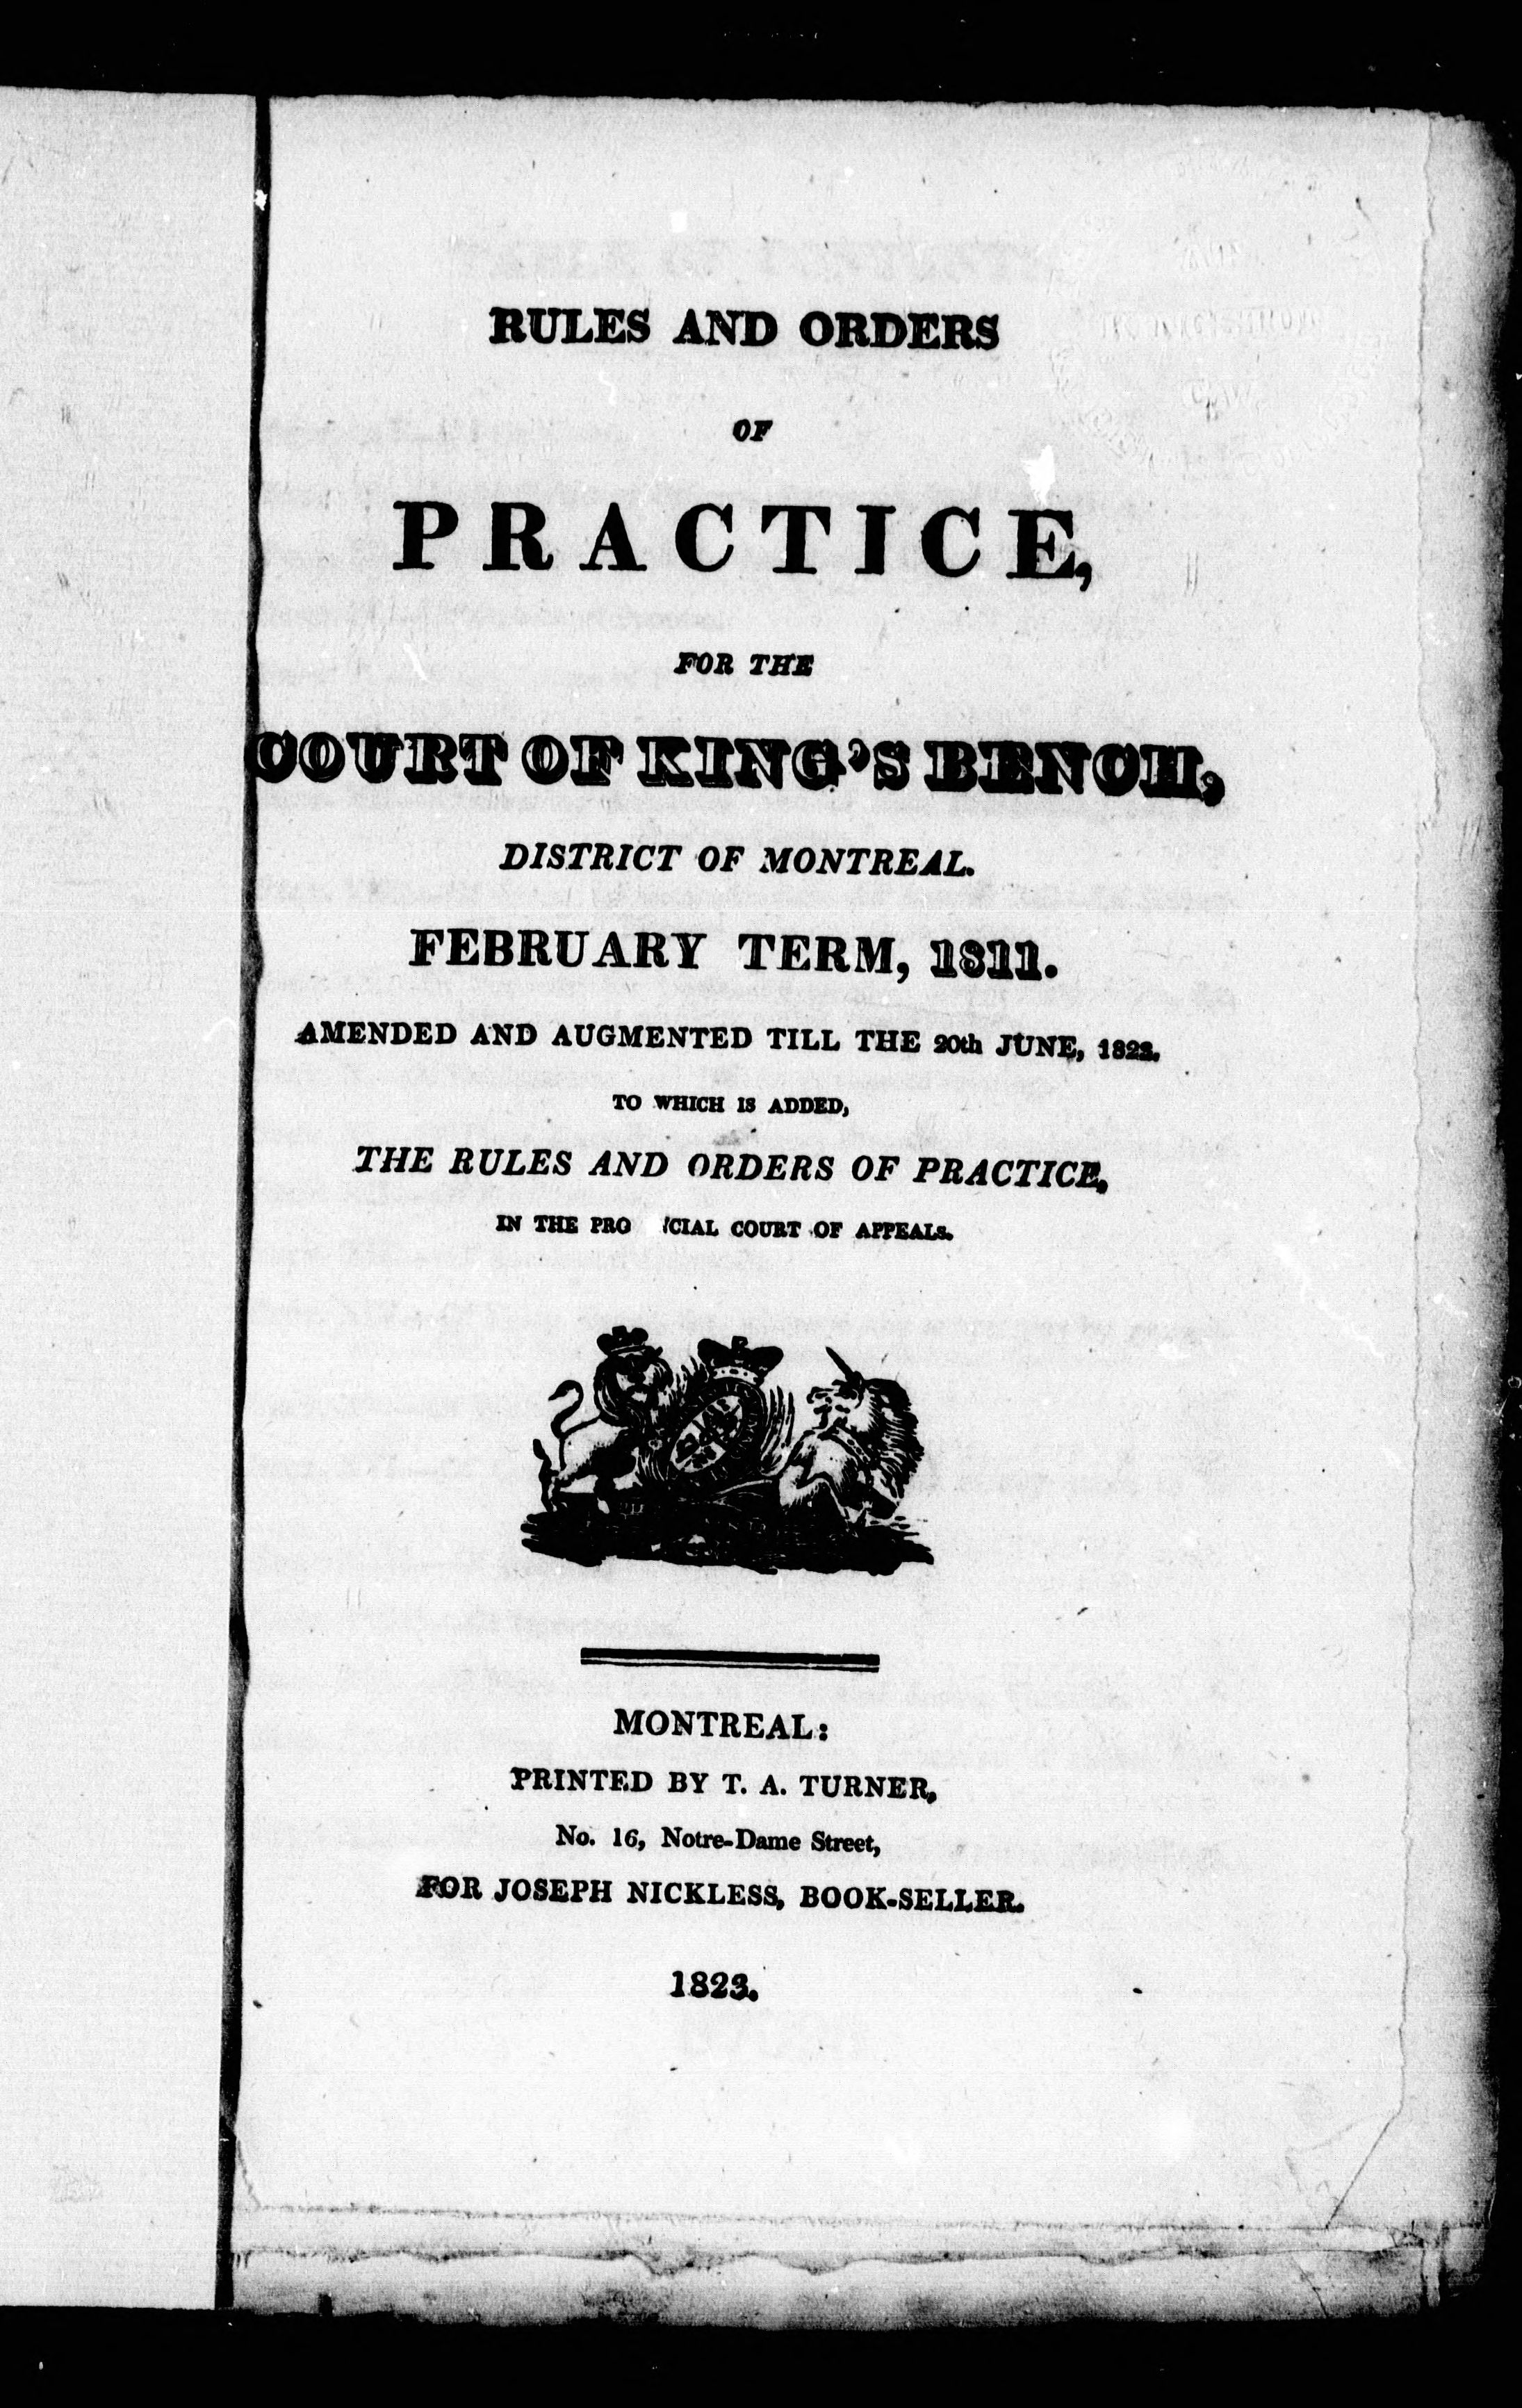 RULES AND ORDERS
OF
PRACTICE,
FOR THE
COURT OF KING'S BENCH,
DISTRICT OF MONTREAL.
FEBRUARY TERM, 1811.
AMENDED AND AUGMENTED TILL THE 20th JUNE, 1823.
TO WHICH IS ADDED,
THE RULES AND ORDERS OF PRACTICE,
IN THE PRO CIAL COURT OF APPEALS.
MONTREAL:
PRINTED BY T. A. TURNER,
No. 16, Notre-Dame Street,
FOR JOSEPH NICKLESS, BOOK-SELLER.
1823.